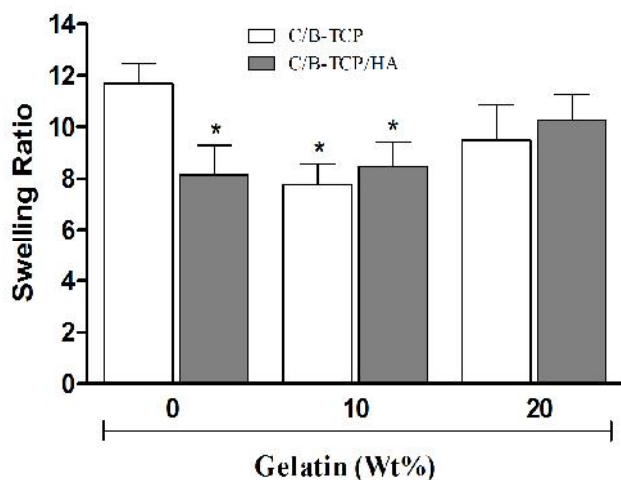 14
12
10
8
6
4
2
0
Swelling Ratio
C/B-TCP
C/B-TCP/HA
*
*
*
0 10 20
Gelatin (Wt%)